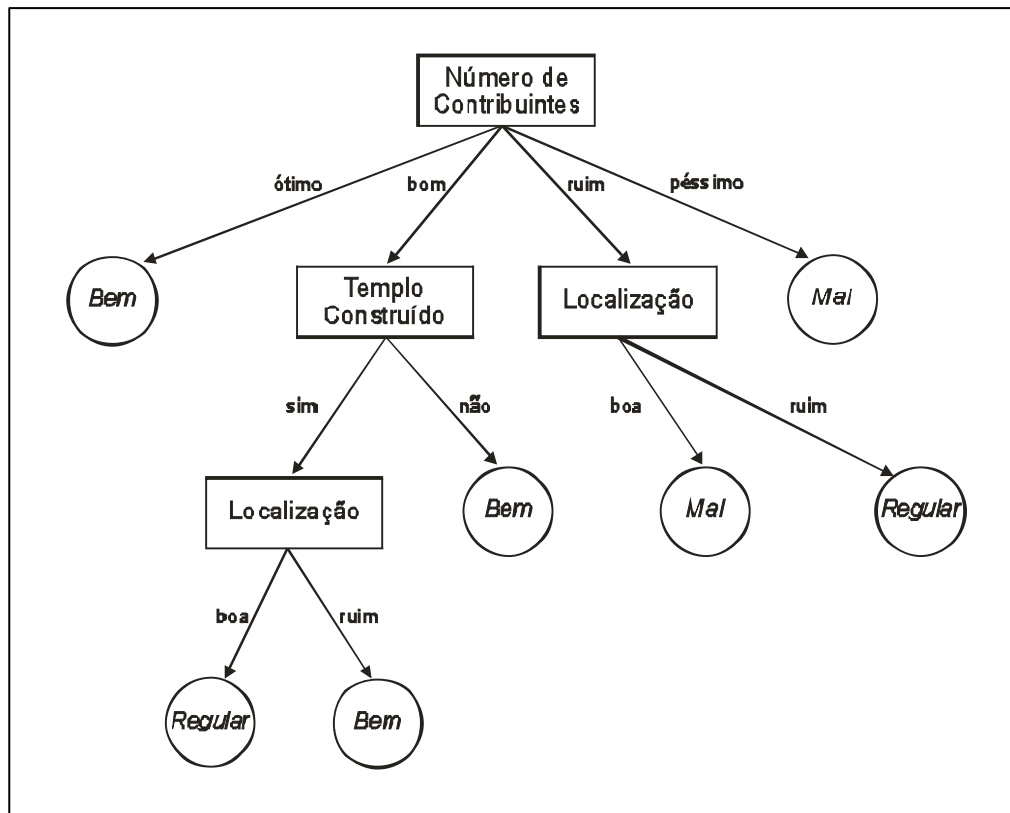 Número de
Contribuintes
ótimo
bom
ruim
péssimo
Bem
Templo
Construído
Localização
Mal
sim
não
boa
ruim
Localização
Bem
Mal
Regular
boa
ruim
Regular
Bem